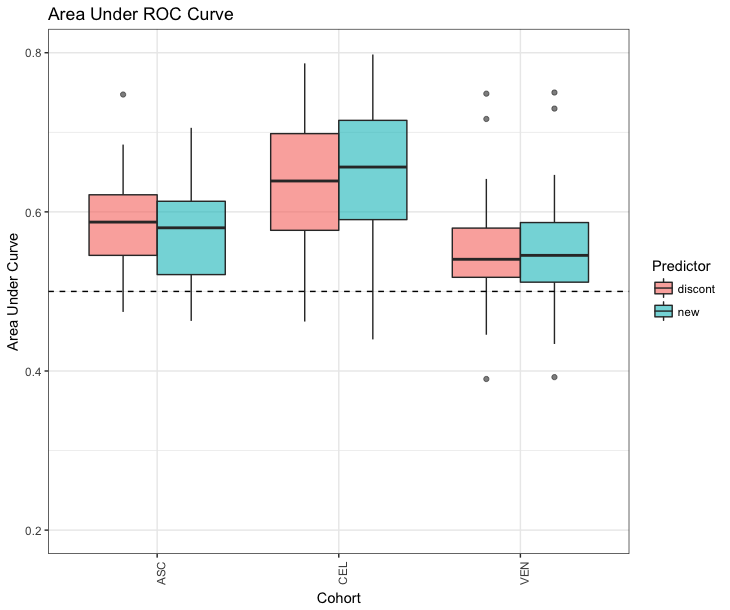 Area Under ROC Curve
Area Under Curve
0.8
0.6
0.4
0.2
ASC
CEL
VEN
Cohort
Predictor
discont
new